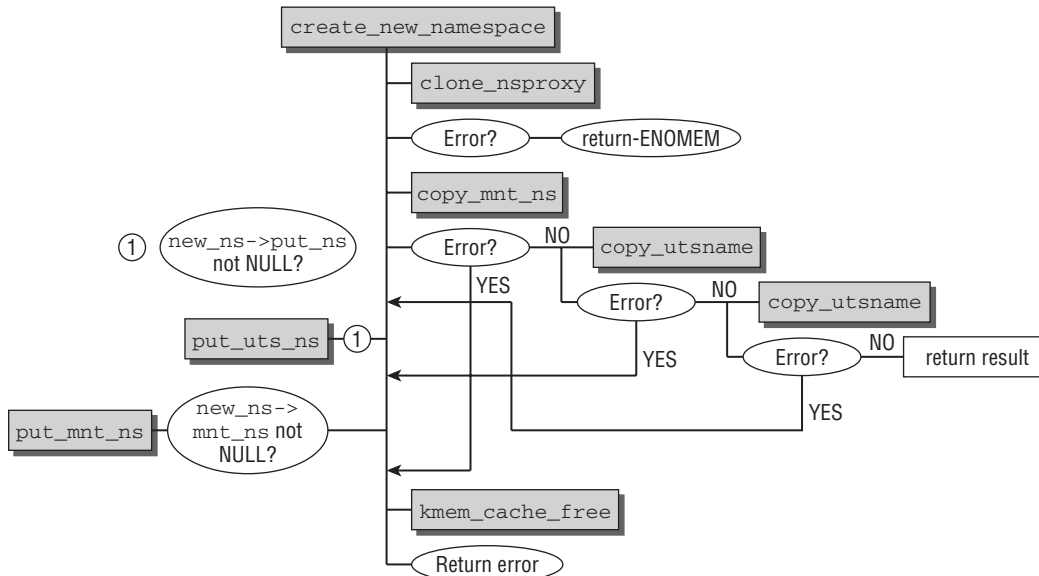 create_new_namespace
clone_nsproxy
Error?
return-ENOMEM
copy_mnt_ns
1
new_ns->put_ns
not NULL?
Error?
NO
copy_utsname
YES
Error?
NO
copy_utsname
put_uts_ns
1
YES
Error?
NO
return result
YES
put_mnt_ns
new_ns->
mnt_ns not
NULL?
kmem_cache_free
Return error